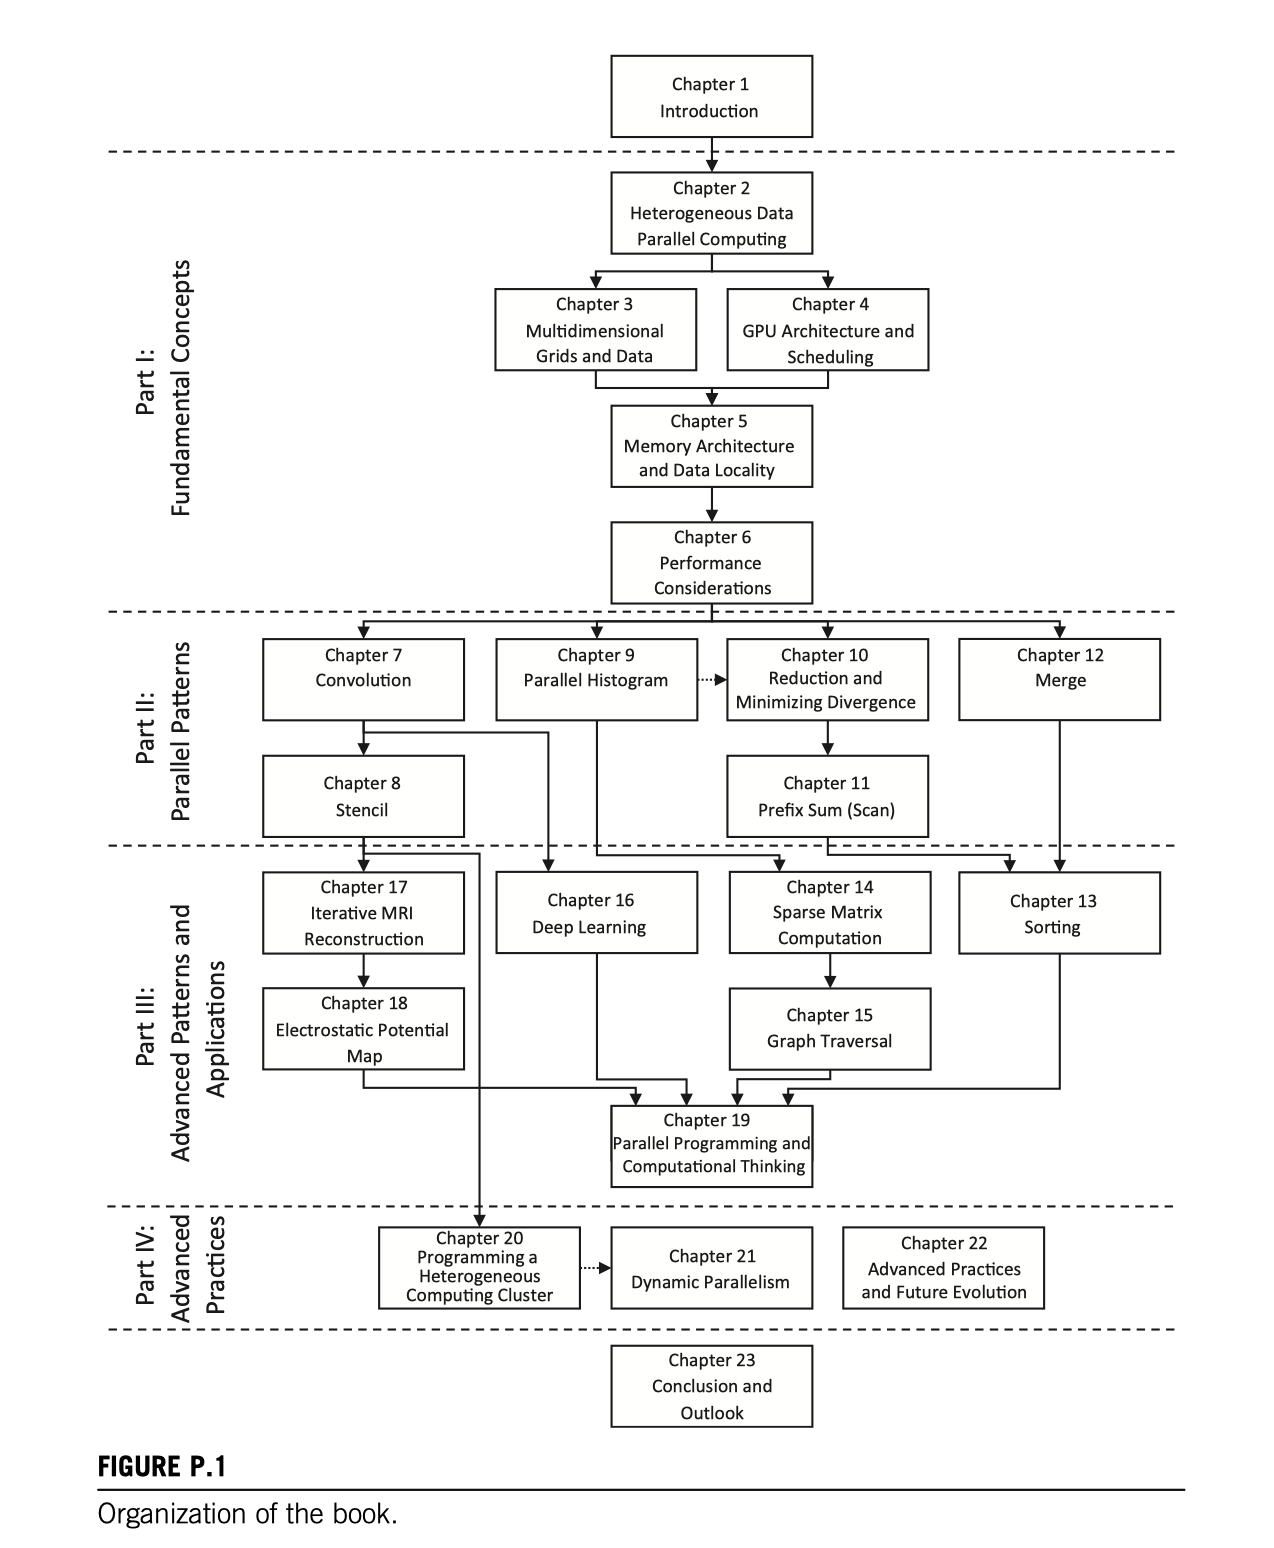 Chapter 1
Introduction
Part I:
Fundamental Concepts
Chapter 2
Heterogeneous Data
Parallel Computing
Chapter 3
Multidimensional
Grids and Data
Chapter 4
GPU Architecture and
Scheduling
Chapter 5
Memory Architecture
and Data Locality
Chapter 6
Performance
Considerations
Part II:
Parallel Patterns
Chapter 7
Convolution
Chapter 9
Parallel Histogram
Chapter 10
Reduction and
Minimizing Divergence
Chapter 12
Merge
Chapter 8
Stencil
Chapter 11
Prefix Sum (Scan)
Part III:
Advanced Patterns and
Applications
Chapter 17
Iterative MRI
Reconstruction
Chapter 16
Deep Learning
Chapter 14
Sparse Matrix
Computation
Chapter 13
Sorting
Chapter 18
Electrostatic Potential
Map
Chapter 15
Graph Traversal
Chapter 19
Parallel Programming and
Computational Thinking
Part IV:
Advanced
Practices
Chapter 20
Programming a
Heterogeneous
Computing Cluster
Chapter 21
Dynamic Parallelism
Chapter 22
Advanced Practices
and Future Evolution
Chapter 23
Conclusion and
Outlook
FIGURE P.1
Organization of the book.